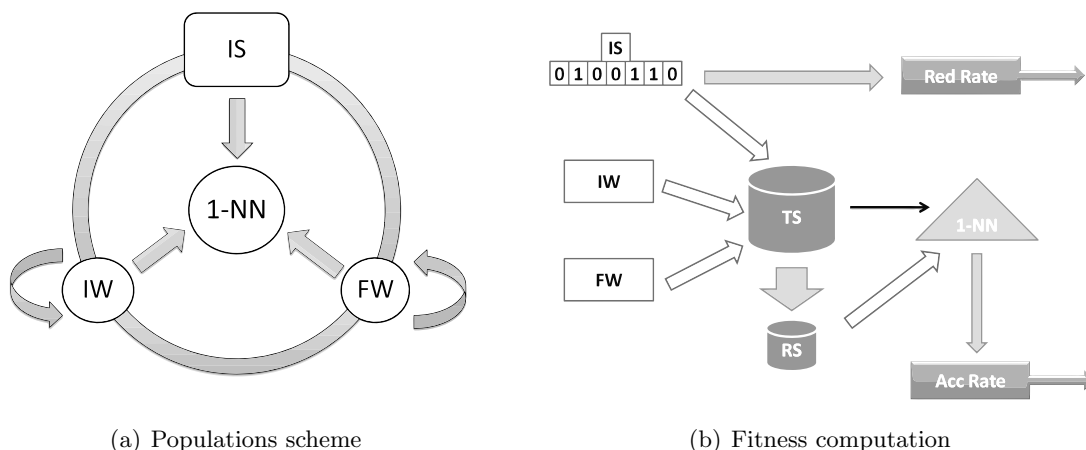 IS
1-NN
IW
FW
(a) Populations scheme
IS
0 1 0 0 1 1 0
Red Rate
IW
TS
1-NN
FW
RS
Acc Rate
(b) Fitness computation